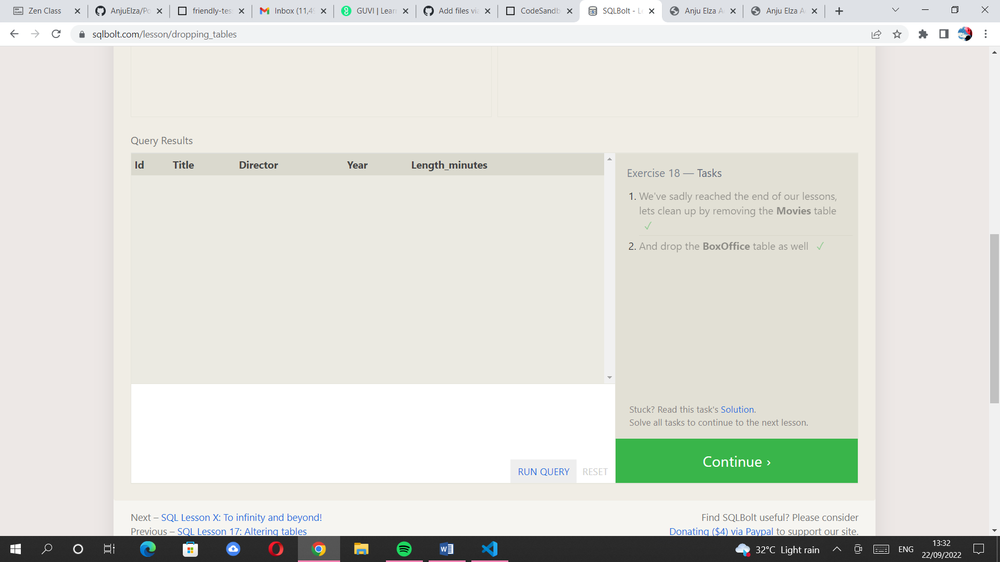 Zen Class
AnjuElza/Po
friendly-tes
Inbox (11,49
GUVI | Learn
Add files via
CodeSandb
SQLBolt - Le
Anju Elza A
Anju Elza A
sqlbolt.com/lesson/dropping_tables
Query Results
Id Title Director Year Length_minutes
Exercise 18 — Tasks
1. We've sadly reached the end of our lessons,
lets clean up by removing the Movies table
✓
2. And drop the BoxOffice table as well ✓
Stuck? Read this task's Solution.
Solve all tasks to continue to the next lesson.
Continue ›
RUN QUERY RESET
Next – SQL Lesson X: To infinity and beyond!
Previous – SQL Lesson 17: Altering tables
Find SQLBolt useful? Please consider
Donating ($4) via Paypal to support our site.
32°C Light rain
ENG
13:32
22/09/2022